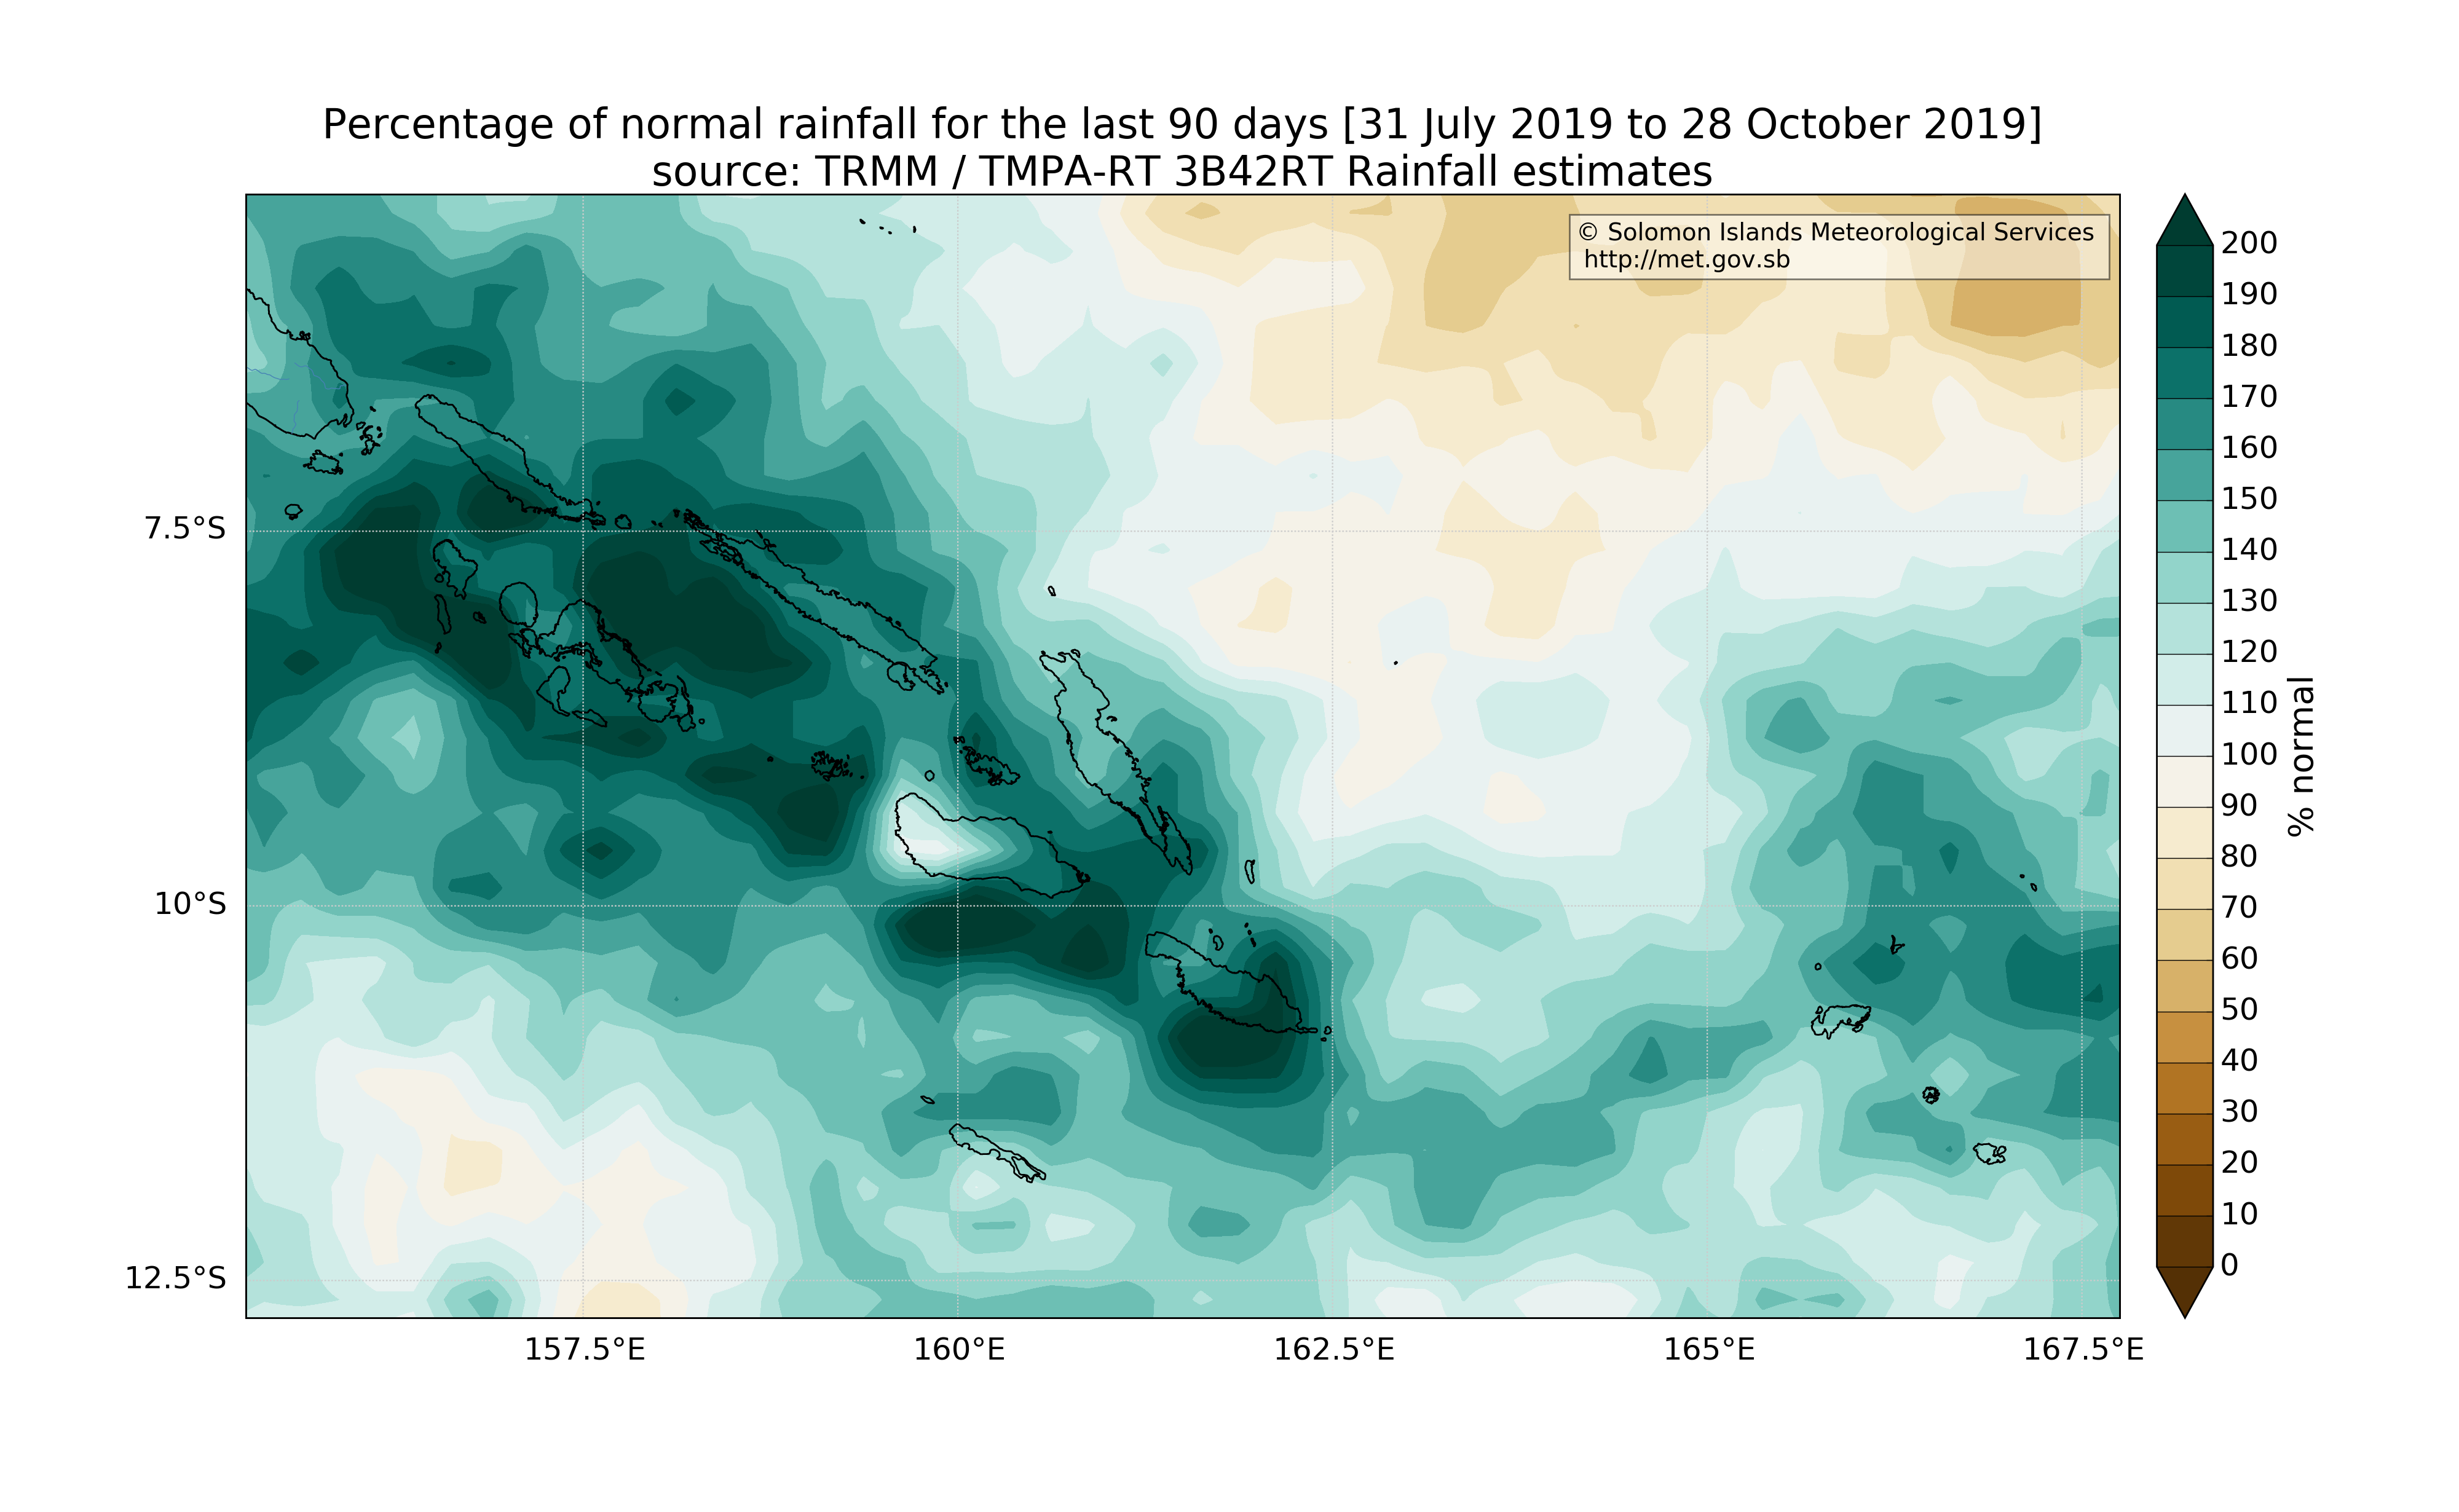 Percentage of normal rainfall for the last 90 days [31 July 2019 to 28 October 2019]
source: TRMM / TMPA-RT 3B42RT Rainfall estimates
© Solomon Islands Meteorological Services
http://met.gov.sb
7.5°S
10°S
12.5°S
157.5°E
160°E
162.5°E
165°E
167.5°E
200
190
180
170
160
150
140
130
120
110
100
90
80
70
60
50
40
30
20
10
0
% normal